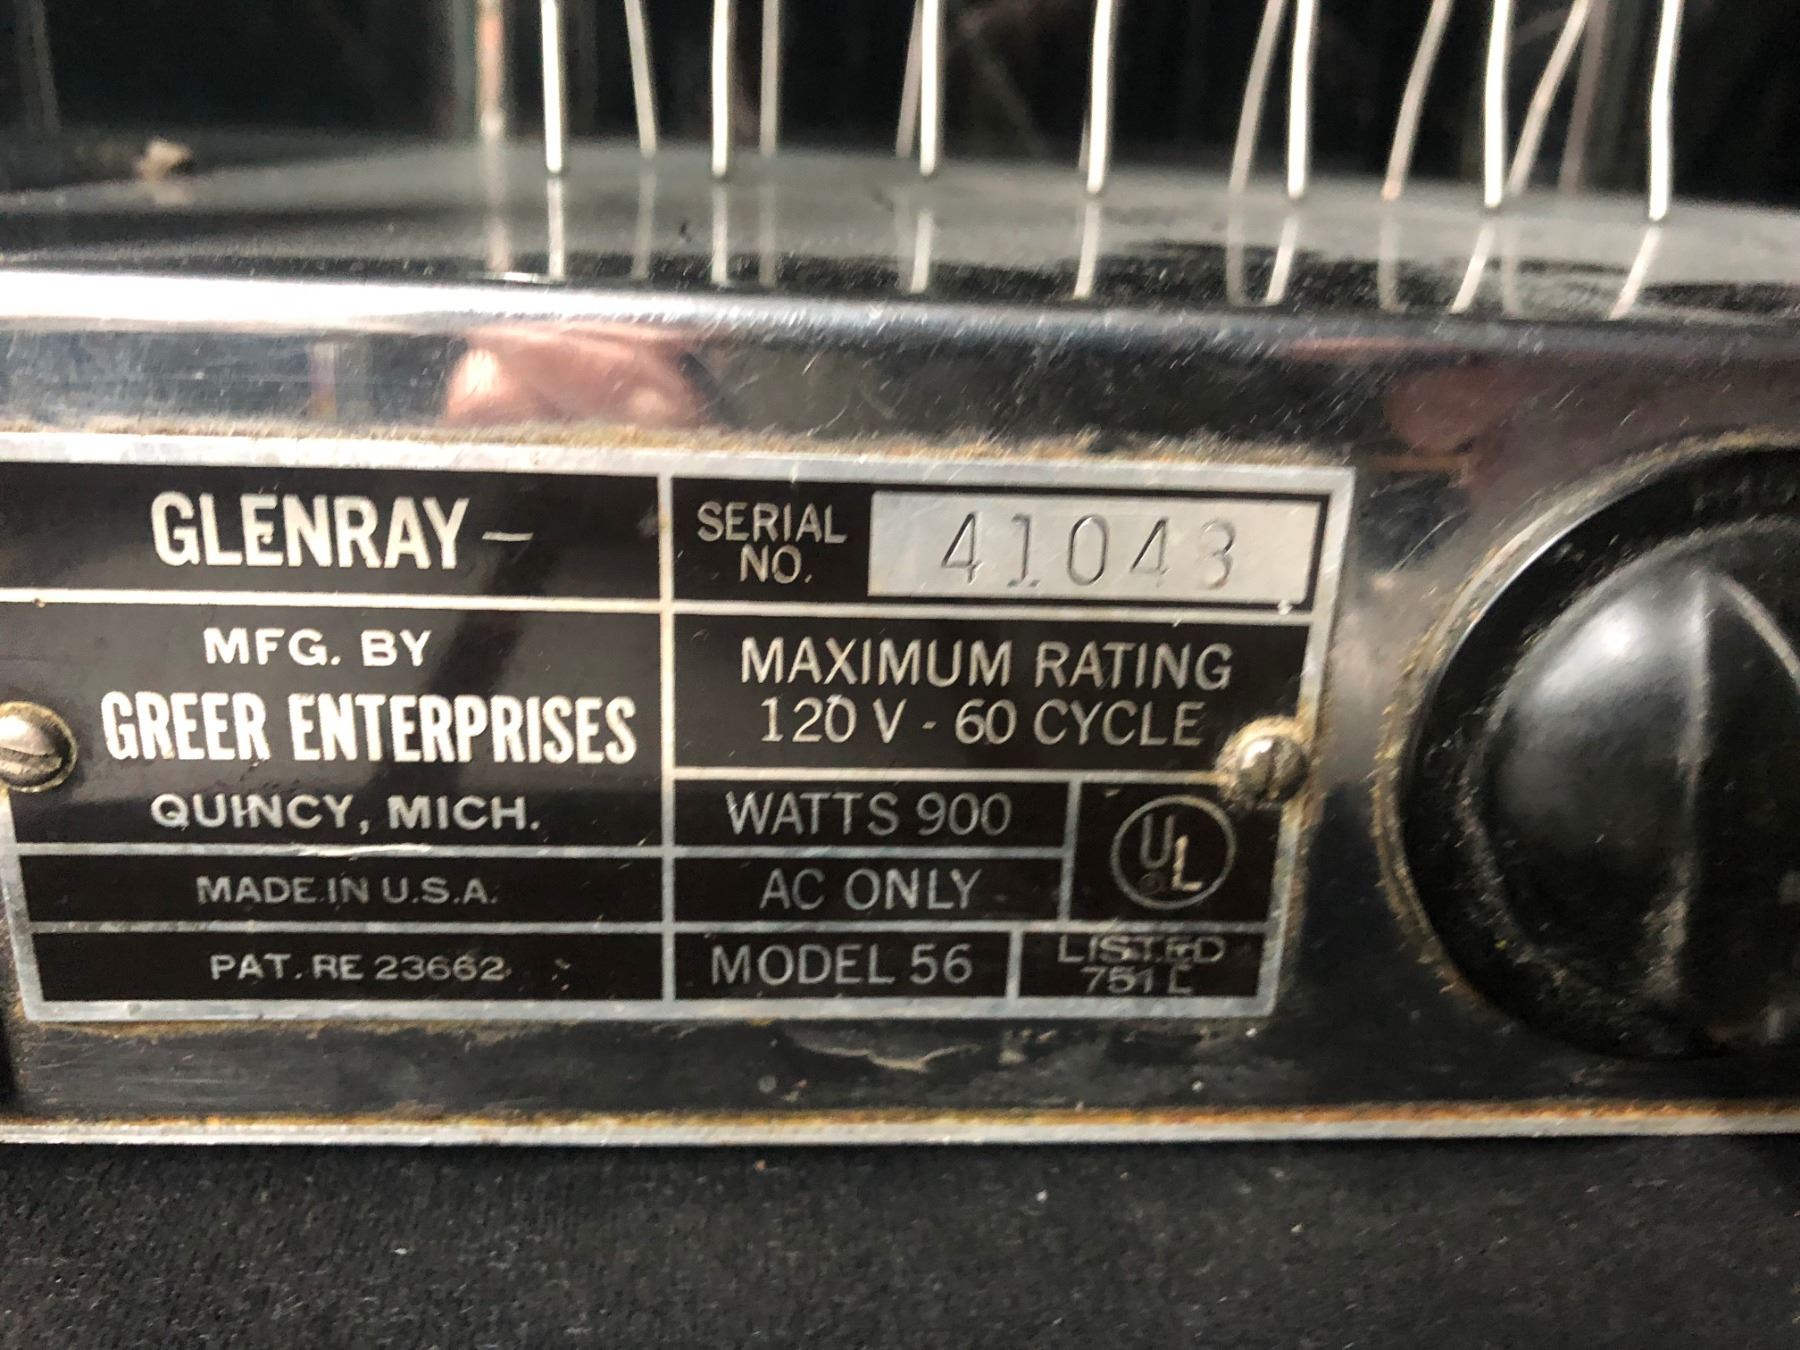 GLENRAY –
MFG. BY
GREER ENTERPRISES
QUINCY, MICH.
MADE IN U.S.A.
PAT. RE 23662
SERIAL
NO.
41043
MAXIMUM RATING
120 V - 60 CYCLE
WATTS 900
AC ONLY
UL
MODEL 56
LISTED
751 L